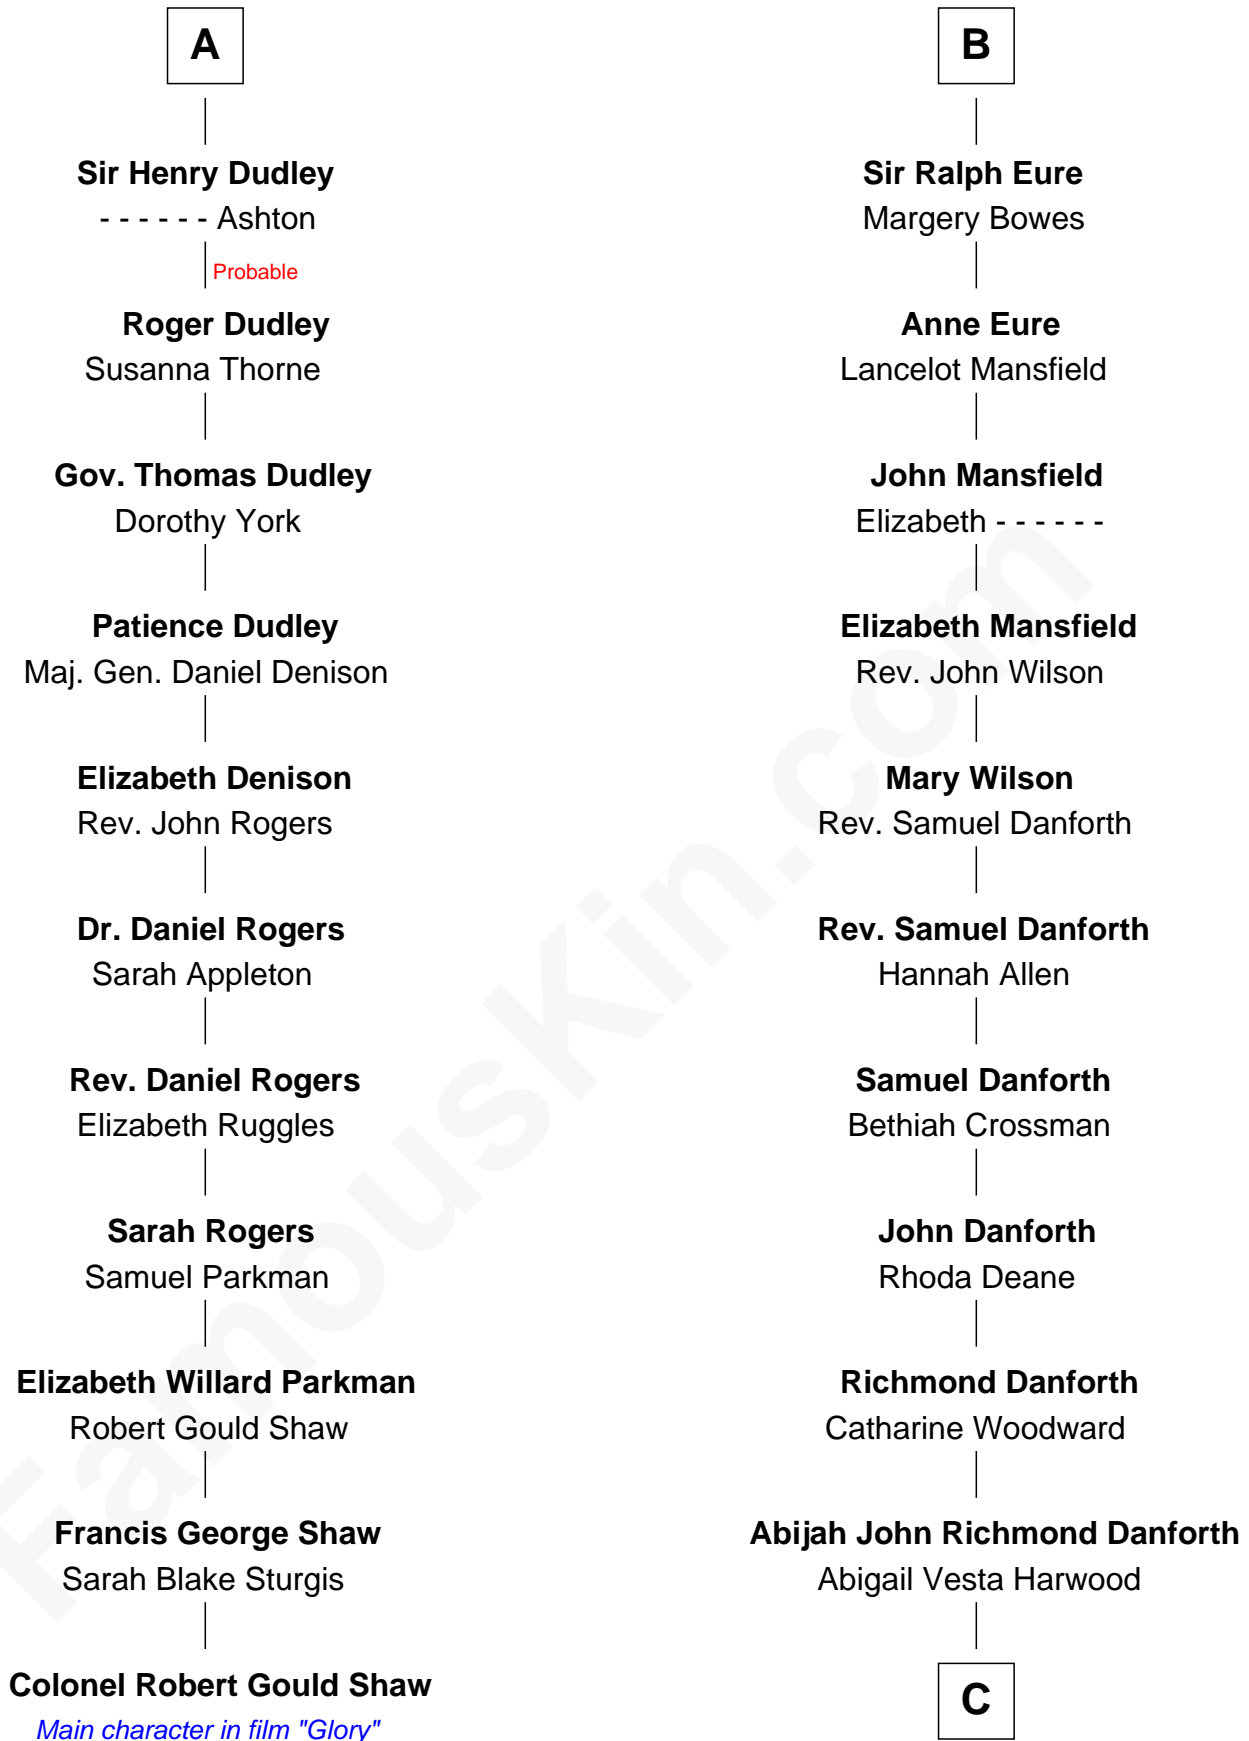 A
Sir Henry Dudley
- - - - - - Ashton
Probable
Roger Dudley
Susanna Thorne
Gov. Thomas Dudley
Dorothy York
Patience Dudley
Maj. Gen. Daniel Denison
Elizabeth Denison
Rev. John Rogers
Dr. Daniel Rogers
Sarah Appleton
Rev. Daniel Rogers
Elizabeth Ruggles
Sarah Rogers
Samuel Parkman
Elizabeth Willard Parkman
Robert Gould Shaw
Francis George Shaw
Sarah Blake Sturgis
Colonel Robert Gould Shaw
Main character in film "Glory"
B
Sir Ralph Eure
Margery Bowes
Anne Eure
Lancelot Mansfield
John Mansfield
Elizabeth - - - - - -
Elizabeth Mansfield
Rev. John Wilson
Mary Wilson
Rev. Samuel Danforth
Rev. Samuel Danforth
Hannah Allen
Samuel Danforth
Bethiah Crossman
John Danforth
Rhoda Deane
Richmond Danforth
Catharine Woodward
Abijah John Richmond Danforth
Abigail Vesta Harwood
C
FamousKin.com